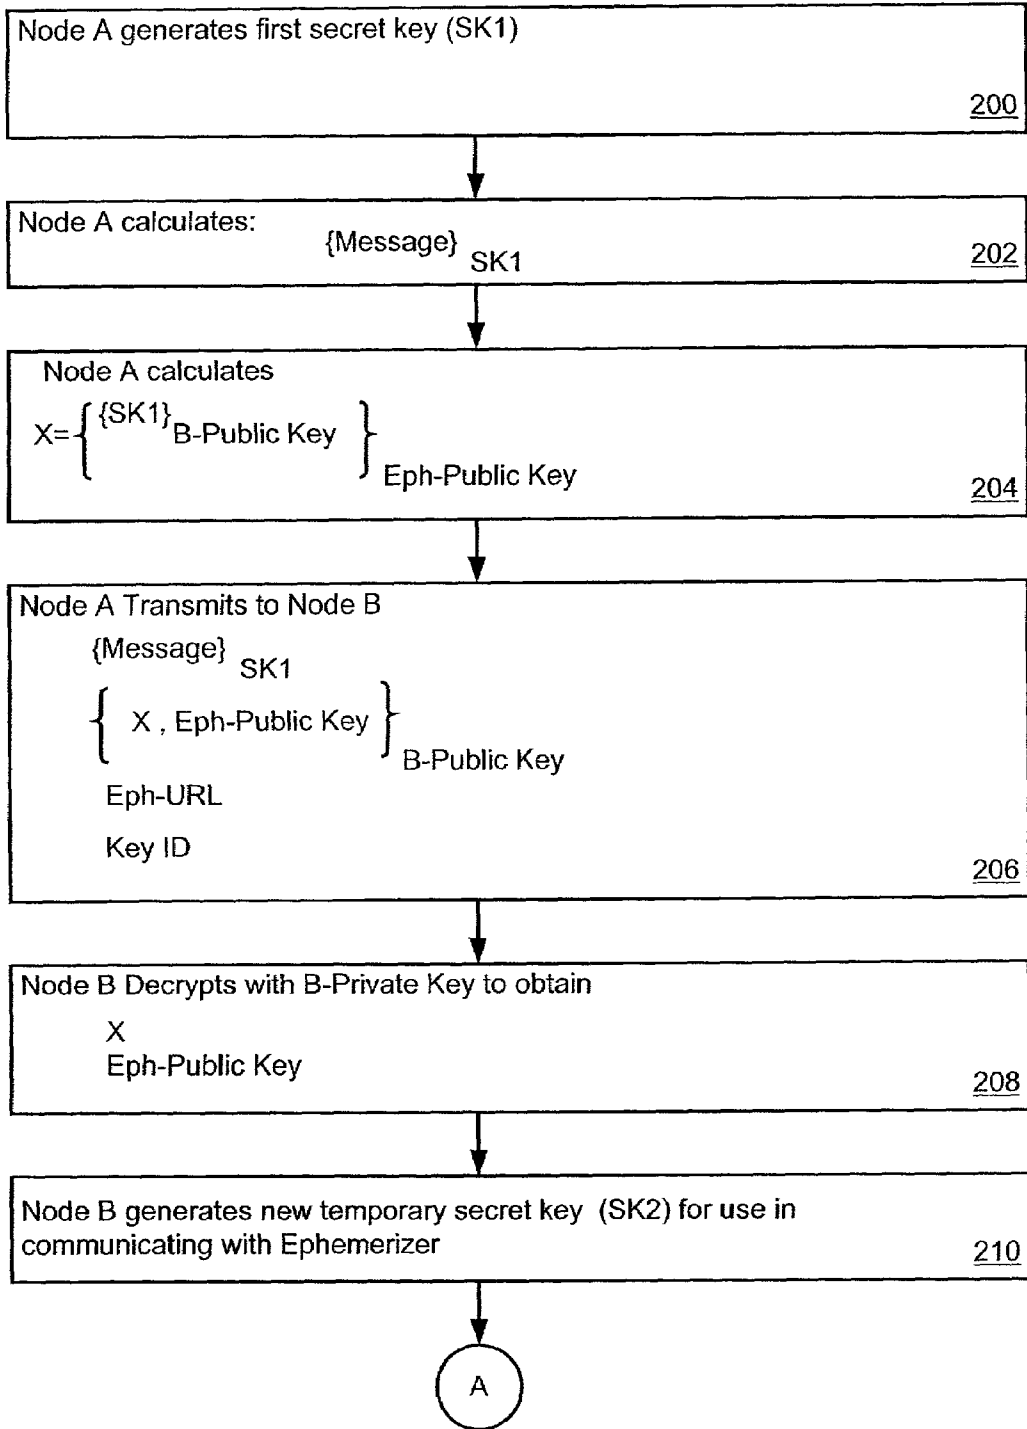 Node A generates first secret key (SK1)
200
Node A calculates:
{Message} SK1
202
Node A calculates
X={ {SK1} B-Public Key } Eph-Public Key
204
Node A Transmits to Node B
{Message} SK1
{ X , Eph-Public Key } B-Public Key
Eph-URL
Key ID
206
Node B Decrypts with B-Private Key to obtain
X
Eph-Public Key
208
Node B generates new temporary secret key (SK2) for use in
communicating with Ephemerizer
210
A